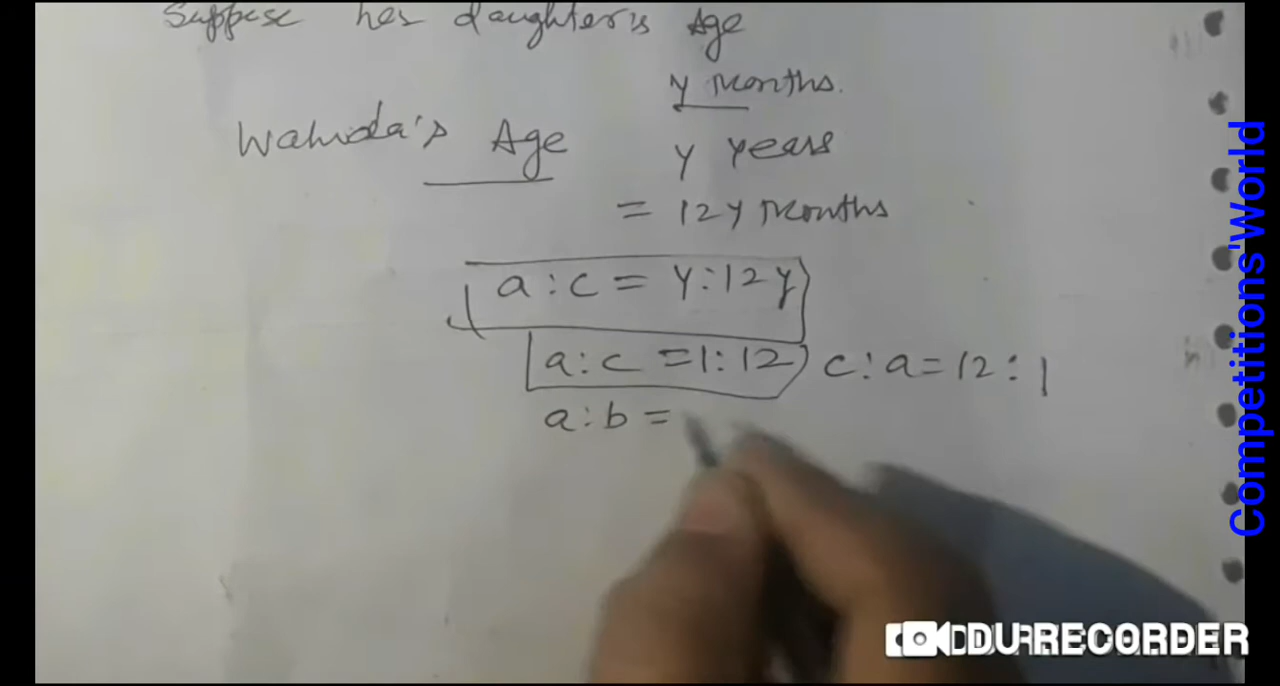 Suppose her daughter's Age
y Months.
Wahida's Age y years
= 12y Months
a : c = y : 12y
a : c = 1 : 12 c : a = 12 : 1
a : b =
Competitions'World
DU RECORDER